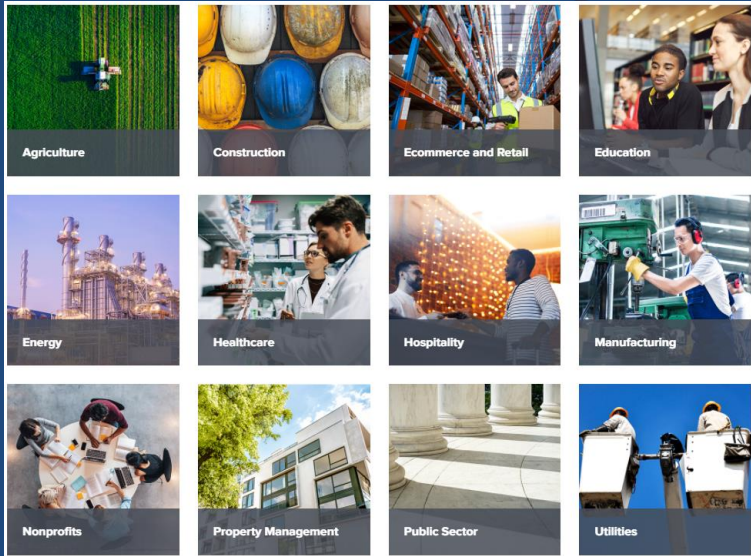 Agriculture
Construction
Ecommerce and Retail
Education
Energy
Healthcare
Hospitality
Manufacturing
Nonprofits
Property Management
Public Sector
Utilities